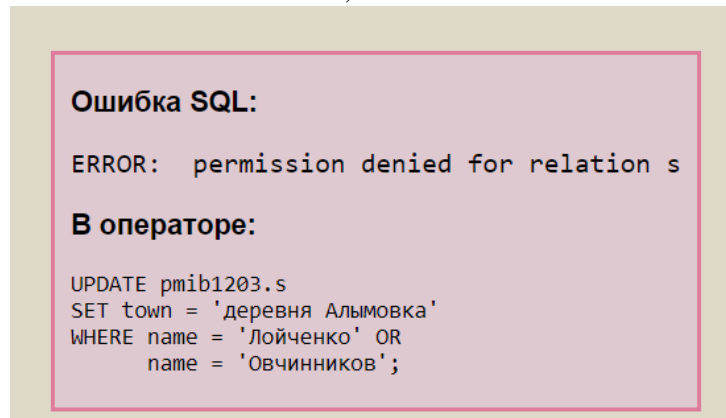 Ошибка SQL:
ERROR:  permission denied for relation s
В операторе:
UPDATE pmib1203.s
SET town = 'деревня Алымовка'
WHERE name = 'Лойченко' OR
      name = 'Овчинников';